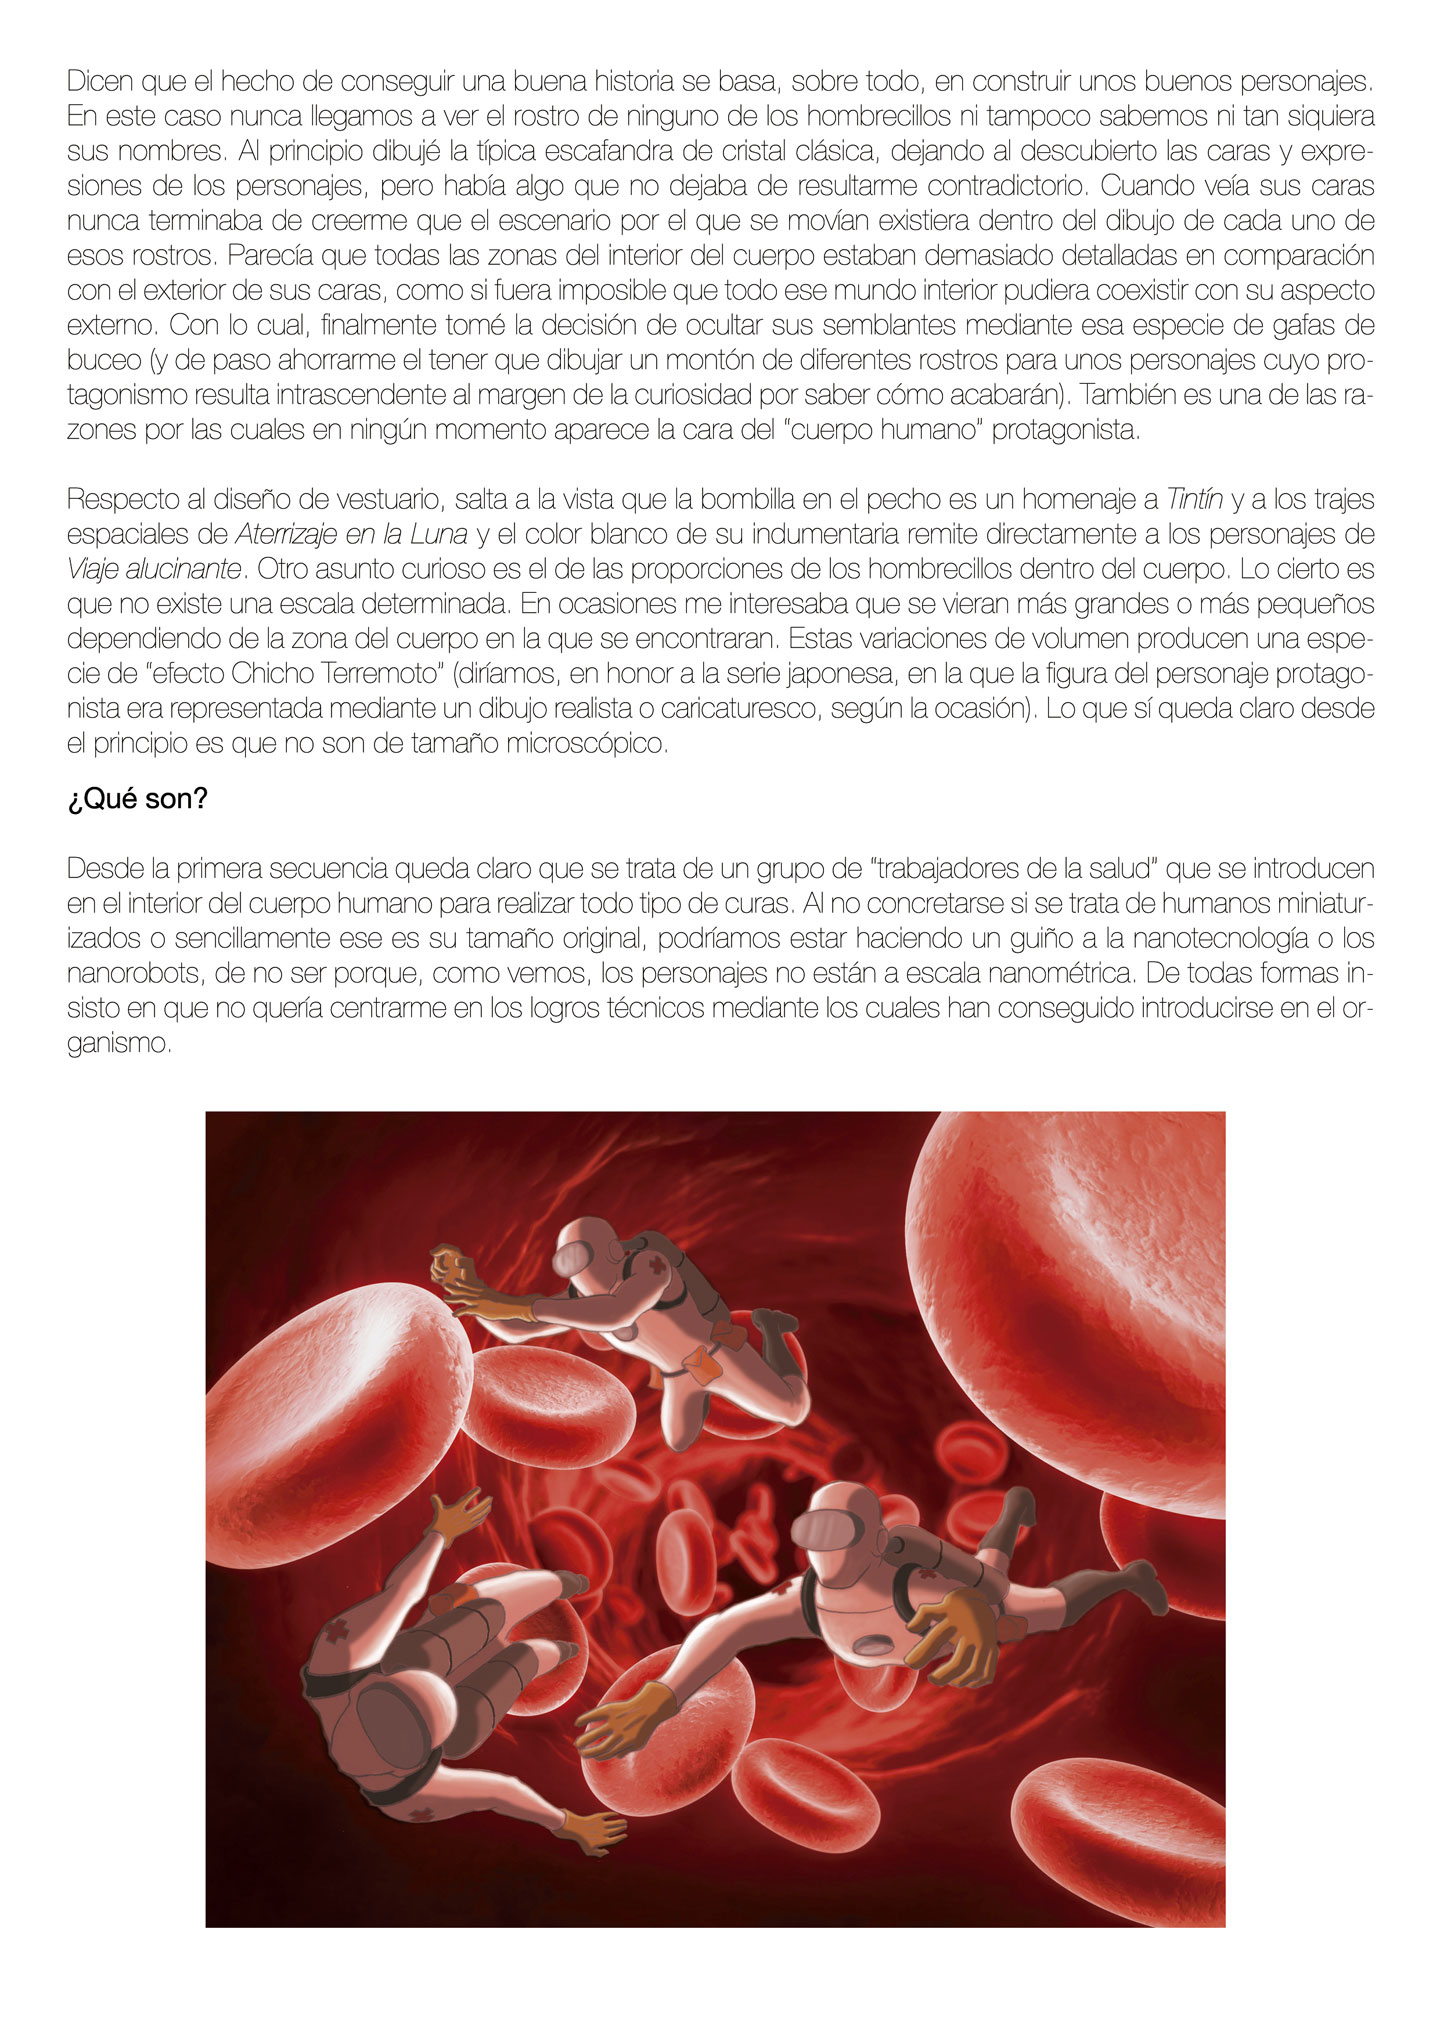 Dicen que el hecho de conseguir una buena historia se basa, sobre todo, en construir unos buenos personajes.
En este caso nunca llegamos a ver el rostro de ninguno de los hombrecillos ni tampoco sabemos ni tan siquiera
sus nombres. Al principio dibujé la típica escafandra de cristal clásica, dejando al descubierto las caras y expre-
siones de los personajes, pero había algo que no dejaba de resultarme contradictorio. Cuando veía sus caras
nunca terminaba de creerme que el escenario por el que se movían existiera dentro del dibujo de cada uno de
esos rostros. Parecía que todas las zonas del interior del cuerpo estaban demasiado detalladas en comparación
con el exterior de sus caras, como si fuera imposible que todo ese mundo interior pudiera coexistir con su aspecto
externo. Con lo cual, finalmente tomé la decisión de ocultar sus semblantes mediante esa especie de gafas de
buceo (y de paso ahorrarme el tener que dibujar un montón de diferentes rostros para unos personajes cuyo pro-
tagonismo resulta intrascendente al margen de la curiosidad por saber cómo acabarán). También es una de las ra-
zones por las cuales en ningún momento aparece la cara del “cuerpo humano” protagonista.
Respecto al diseño de vestuario, salta a la vista que la bombilla en el pecho es un homenaje a Tintín y a los trajes
espaciales de Aterrizaje en la Luna y el color blanco de su indumentaria remite directamente a los personajes de
Viaje alucinante. Otro asunto curioso es el de las proporciones de los hombrecillos dentro del cuerpo. Lo cierto es
que no existe una escala determinada. En ocasiones me interesaba que se vieran más grandes o más pequeños
dependiendo de la zona del cuerpo en la que se encontraran. Estas variaciones de volumen producen una espe-
cie de “efecto Chicho Terremoto” (diríamos, en honor a la serie japonesa, en la que la figura del personaje protago-
nista era representada mediante un dibujo realista o caricaturesco, según la ocasión). Lo que sí queda claro desde
el principio es que no son de tamaño microscópico.
¿Qué son?
Desde la primera secuencia queda claro que se trata de un grupo de “trabajadores de la salud” que se introducen
en el interior del cuerpo humano para realizar todo tipo de curas. Al no concretarse si se trata de humanos miniatur-
izados o sencillamente ese es su tamaño original, podríamos estar haciendo un guiño a la nanotecnología o los
nanorobots, de no ser porque, como vemos, los personajes no están a escala nanométrica. De todas formas in-
sisto en que no quería centrarme en los logros técnicos mediante los cuales han conseguido introducirse en el or-
ganismo.